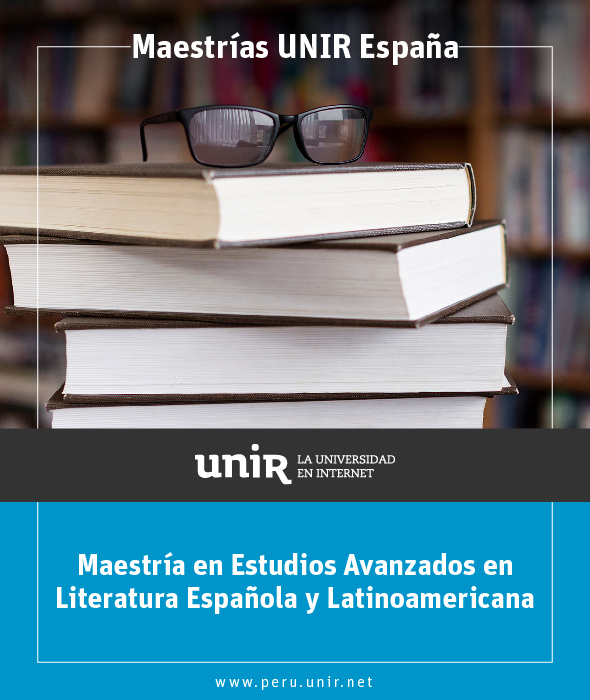 Maestrías UNIR España
uniR LA UNIVERSIDAD
EN INTERNET
Maestría en Estudios Avanzados en
Literatura Española y Latinoamericana
www.peru.unir.net